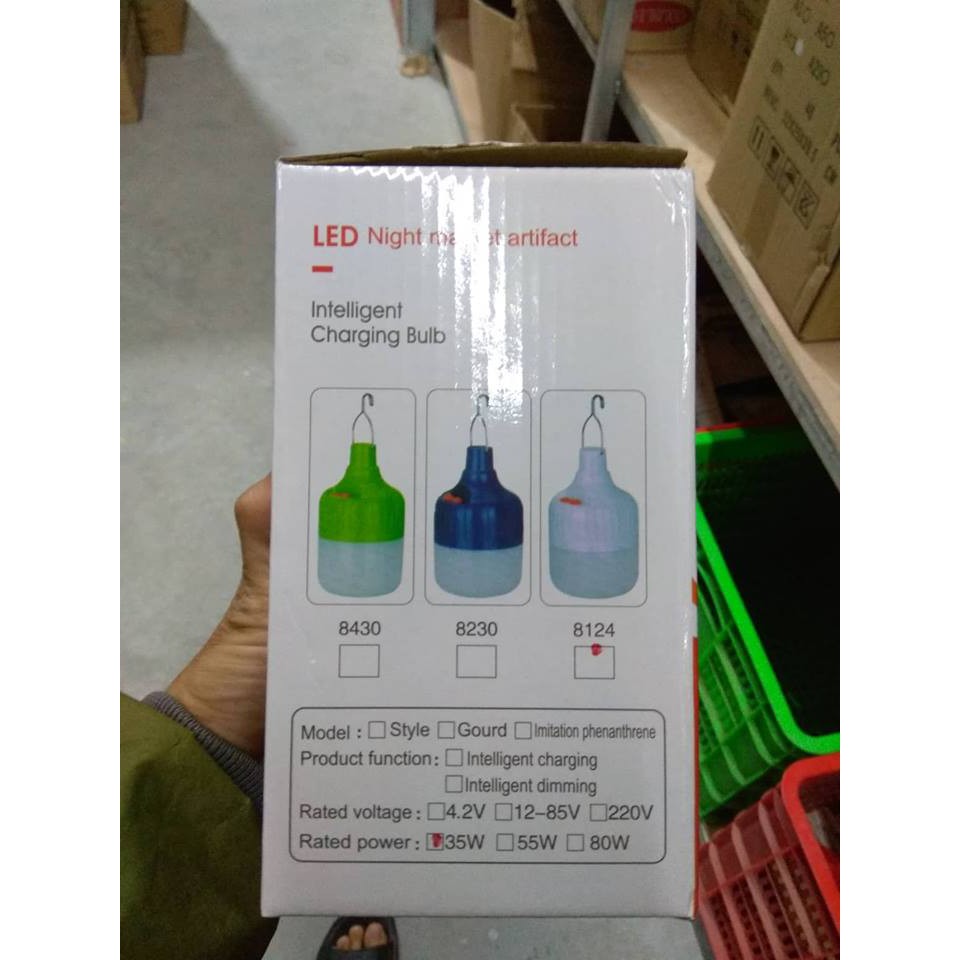 LED Night market artifact
Intelligent
Charging Bulb
8430 8230 8124
Model : Style Gourd Imitation phenanthrene
Product function : Intelligent charging
Intelligent dimming
Rated voltage : 4.2V 12–85V 220V
Rated power : 35W 55W 80W